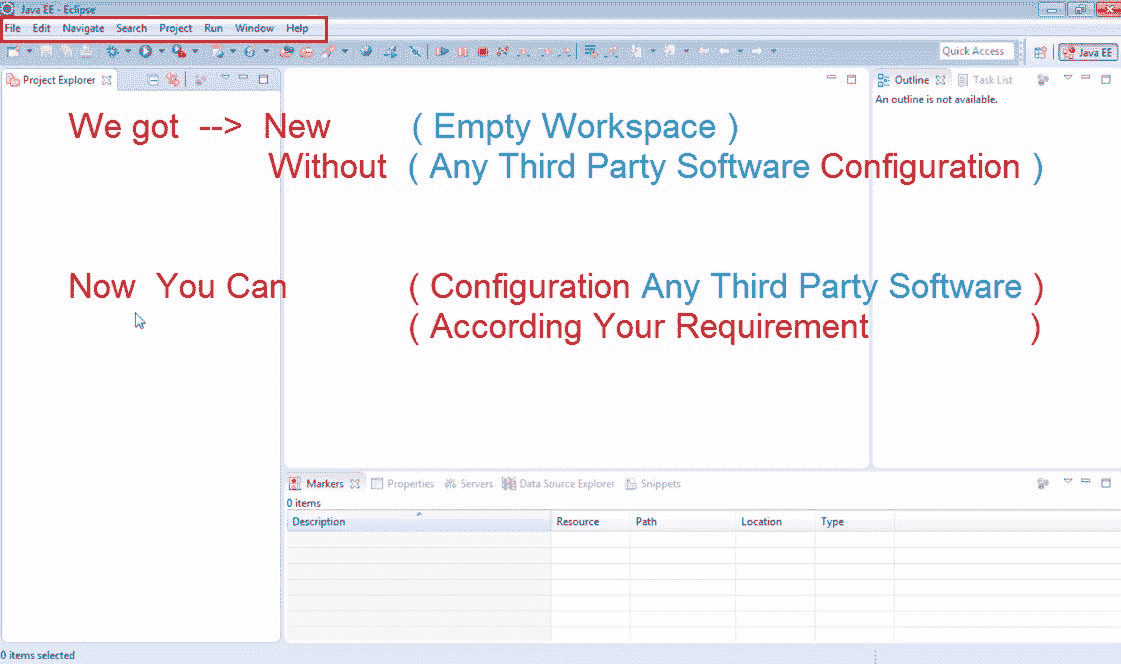 Java EE - Eclipse
File Edit Navigate Search Project Run Window Help
Quick Access
Java EE
Project Explorer
Outline Task List
An outline is not available.
We got --> New ( Empty Workspace )
Without ( Any Third Party Software Configuration )
Now You Can ( Configuration Any Third Party Software )
( According Your Requirement )
Markers Properties Servers Data Source Explorer Snippets
0 items
Description Resource Path Location Type
0 items selected